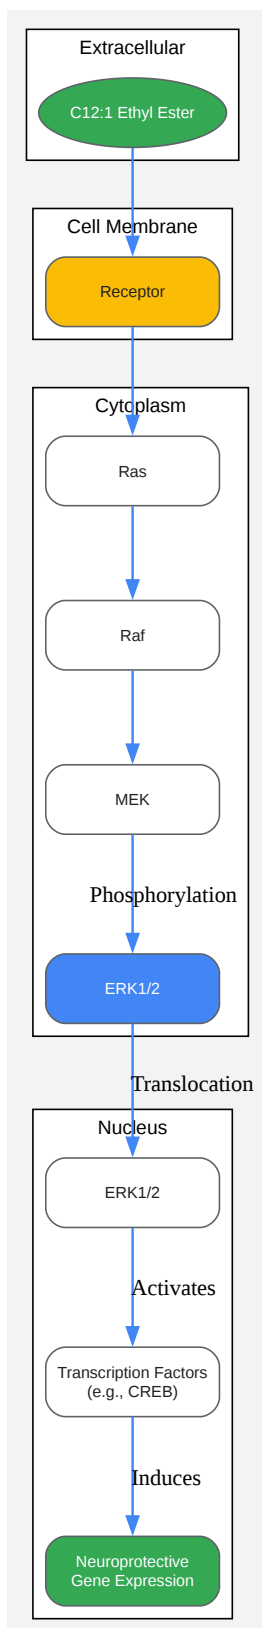 Extracellular
C12:1 Ethyl Ester
Cell Membrane
Receptor
Cytoplasm
Ras
Raf
MEK
Phosphorylation
ERK1/2
Translocation
Nucleus
ERK1/2
Activates
Transcription Factors
(e.g., CREB)
Induces
Neuroprotective
Gene Expression